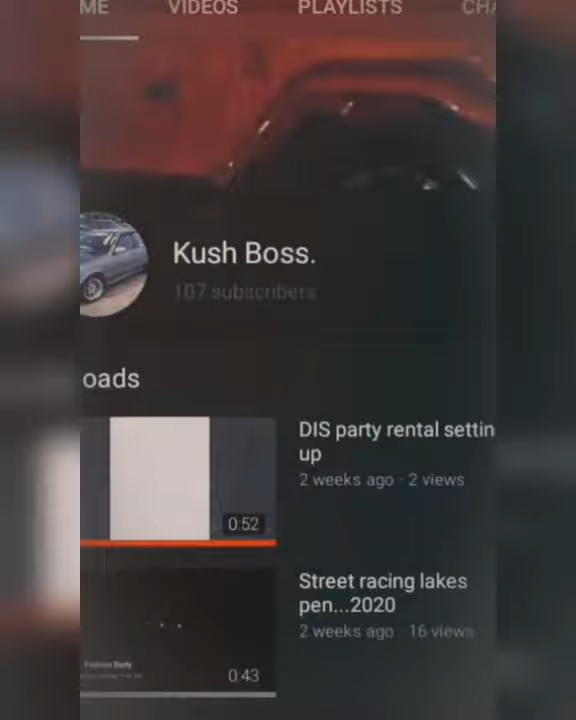 ME VIDEOS PLAYLISTS CHA
Kush Boss.
107 subscribers
oads
DIS party rental settin
up
2 weeks ago · 2 views
0:52
Street racing lakes
pen...2020
2 weeks ago · 16 views
0:43